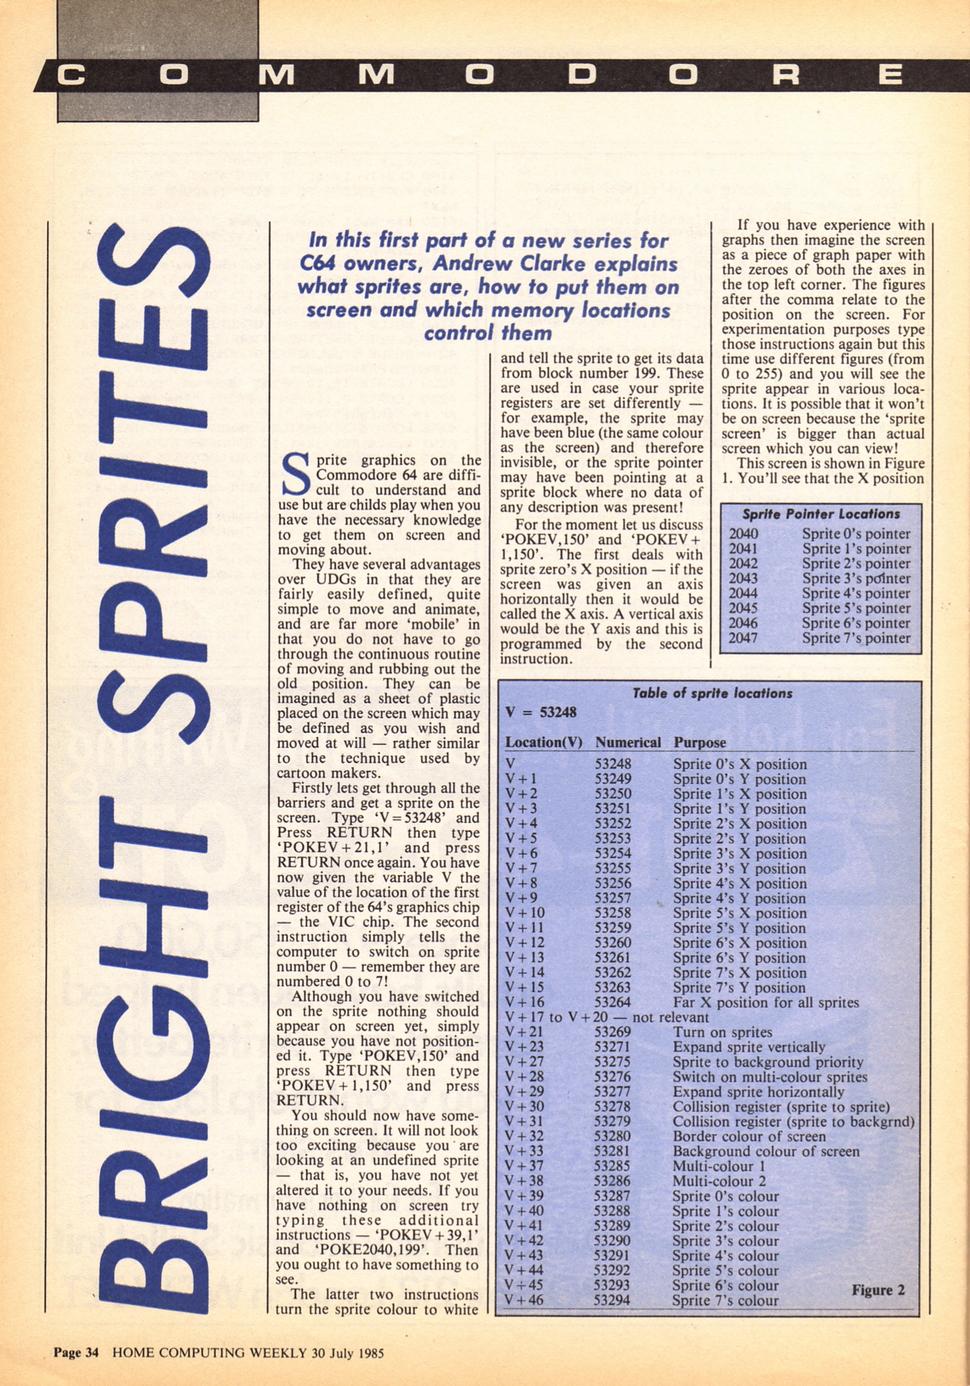 COMMODORE
BRIGHT SPRITES
In this first part of a new series for
C64 owners, Andrew Clarke explains
what sprites are, how to put them on
screen and which memory locations
control them
Sprite graphics on the
Commodore 64 are diffi-
cult to understand and
use but are childs play when you
have the necessary knowledge
to get them on screen and
moving about.
They have several advantages
over UDGs in that they are
fairly easily defined, quite
simple to move and animate,
and are far more ‘mobile’ in
that you do not have to go
through the continuous routine
of moving and rubbing out the
old position. They can be
imagined as a sheet of plastic
placed on the screen which may
be defined as you wish and
moved at will — rather similar
to the technique used by
cartoon makers.
Firstly lets get through all the
barriers and get a sprite on the
screen. Type ‘V=53248’ and
Press RETURN then type
‘POKEV+21,1’ and press
RETURN once again. You have
now given the variable V the
value of the location of the first
register of the 64's graphics chip
— the VIC chip. The second
instruction simply tells the
computer to switch on sprite
number 0 — remember they are
numbered 0 to 7!
Although you have switched
on the sprite nothing should
appear on screen yet, simply
because you have not position-
ed it. Type ‘POKEV,150’ and
press RETURN then type
‘POKEV+1,150’ and press
RETURN.
You should now have some-
thing on screen. It will not look
too exciting because you are
looking at an undefined sprite
— that is, you have not yet
altered it to your needs. If you
have nothing on screen try
typing these additional
instructions — ‘POKEV+39,1’
and ‘POKE2040,199’. Then
you ought to have something to
see.
The latter two instructions
turn the sprite colour to white
and tell the sprite to get its data
from block number 199. These
are used in case your sprite
registers are set differently —
for example, the sprite may
have been blue (the same colour
as the screen) and therefore
invisible, or the sprite pointer
may have been pointing at a
sprite block where no data of
any description was present!
For the moment let us discuss
‘POKEV,150’ and ‘POKEV+
1,150’. The first deals with
sprite zero's X position — if the
screen was given an axis
horizontally then it would be
called the X axis. A vertical axis
would be the Y axis and this is
programmed by the second
instruction.
If you have experience with
graphs then imagine the screen
as a piece of graph paper with
the zeroes of both the axes in
the top left corner. The figures
after the comma relate to the
position on the screen. For
experimentation purposes type
those instructions again but this
time use different figures (from
0 to 255) and you will see the
sprite appear in various loca-
tions. It is possible that it won't
be on screen because the ‘sprite
screen’ is bigger than actual
screen which you can view!
This screen is shown in Figure
1. You'll see that the X position
Sprite Pointer Locations
2040 Sprite 0's pointer
2041 Sprite 1's pointer
2042 Sprite 2's pointer
2043 Sprite 3's pointer
2044 Sprite 4's pointer
2045 Sprite 5's pointer
2046 Sprite 6's pointer
2047 Sprite 7's pointer
Table of sprite locations
V = 53248
Location(V) Numerical Purpose
V 53248 Sprite 0's X position
V+1 53249 Sprite 0's Y position
V+2 53250 Sprite 1's X position
V+3 53251 Sprite 1's Y position
V+4 53252 Sprite 2's X position
V+5 53253 Sprite 2's Y position
V+6 53254 Sprite 3's X position
V+7 53255 Sprite 3's Y position
V+8 53256 Sprite 4's X position
V+9 53257 Sprite 4's Y position
V+10 53258 Sprite 5's X position
V+11 53259 Sprite 5's Y position
V+12 53260 Sprite 6's X position
V+13 53261 Sprite 6's Y position
V+14 53262 Sprite 7's X position
V+15 53263 Sprite 7's Y position
V+16 53264 Far X position for all sprites
V+17 to V+20 — not relevant
V+21 53269 Turn on sprites
V+23 53271 Expand sprite vertically
V+27 53275 Sprite to background priority
V+28 53276 Switch on multi-colour sprites
V+29 53277 Expand sprite horizontally
V+30 53278 Collision register (sprite to sprite)
V+31 53279 Collision register (sprite to backgrnd)
V+32 53280 Border colour of screen
V+33 53281 Background colour of screen
V+37 53285 Multi-colour 1
V+38 53286 Multi-colour 2
V+39 53287 Sprite 0's colour
V+40 53288 Sprite 1's colour
V+41 53289 Sprite 2's colour
V+42 53290 Sprite 3's colour
V+43 53291 Sprite 4's colour
V+44 53292 Sprite 5's colour
V+45 53293 Sprite 6's colour
V+46 53294 Sprite 7's colour
Figure 2
Page 34 HOME COMPUTING WEEKLY 30 July 1985